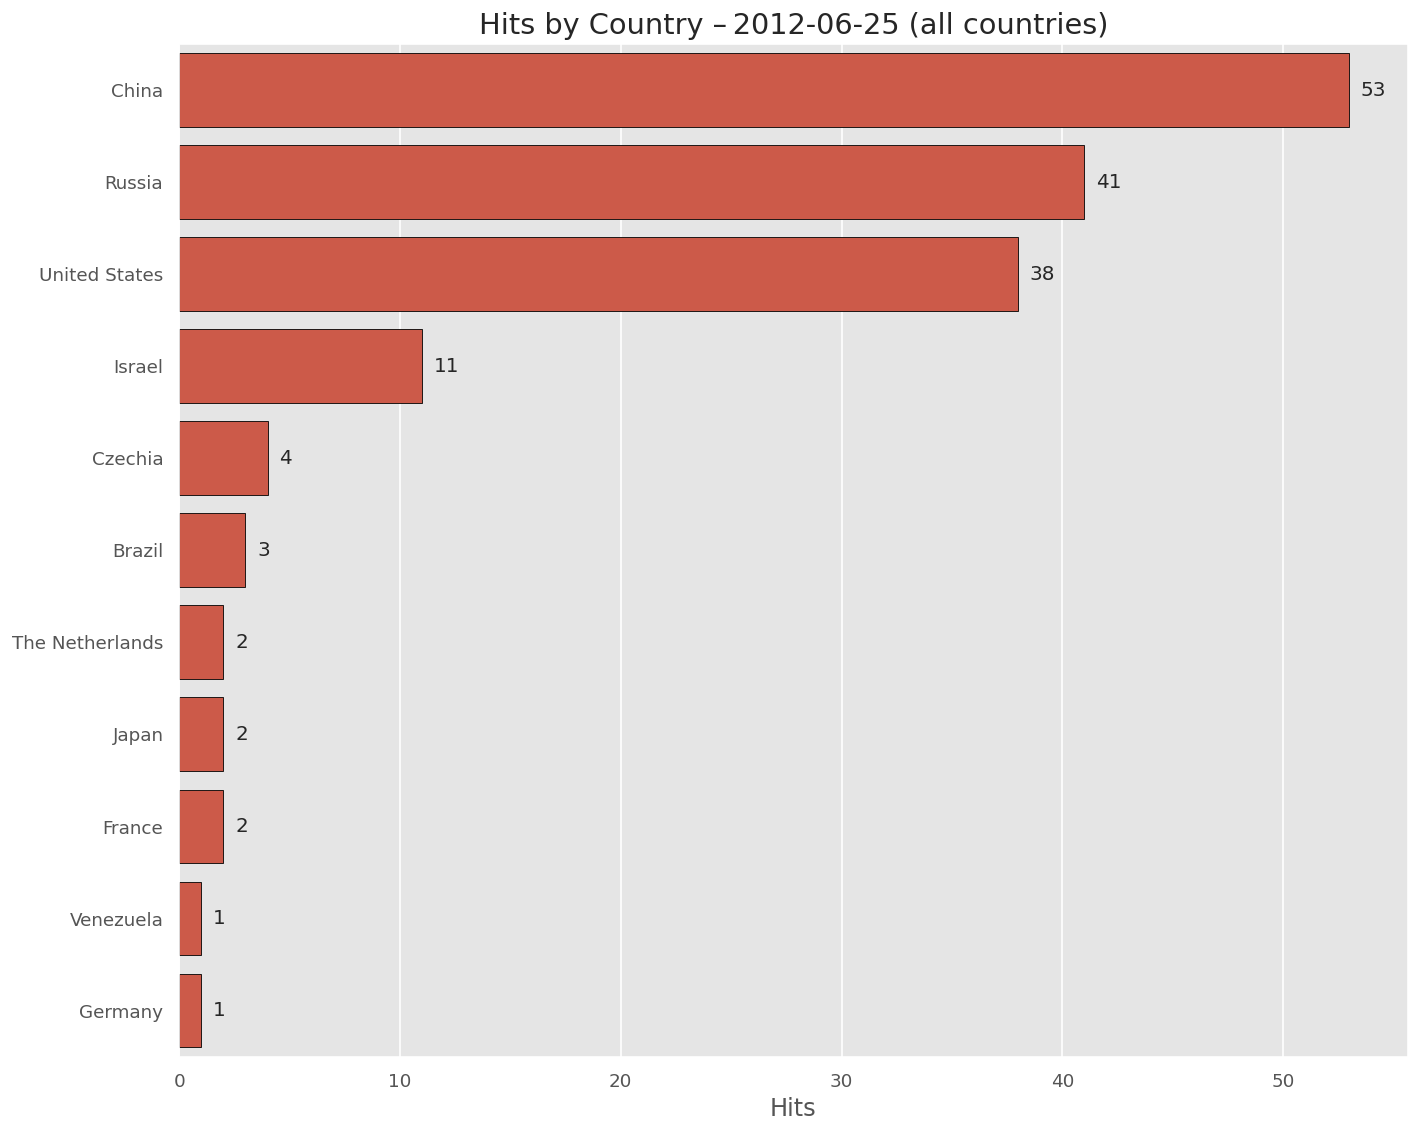 Hits by Country – 2012-06-25 (all countries)
China 53
Russia 41
United States 38
Israel 11
Czechia 4
Brazil 3
The Netherlands 2
Japan 2
France 2
Venezuela 1
Germany 1
0 10 20 30 40 50
Hits